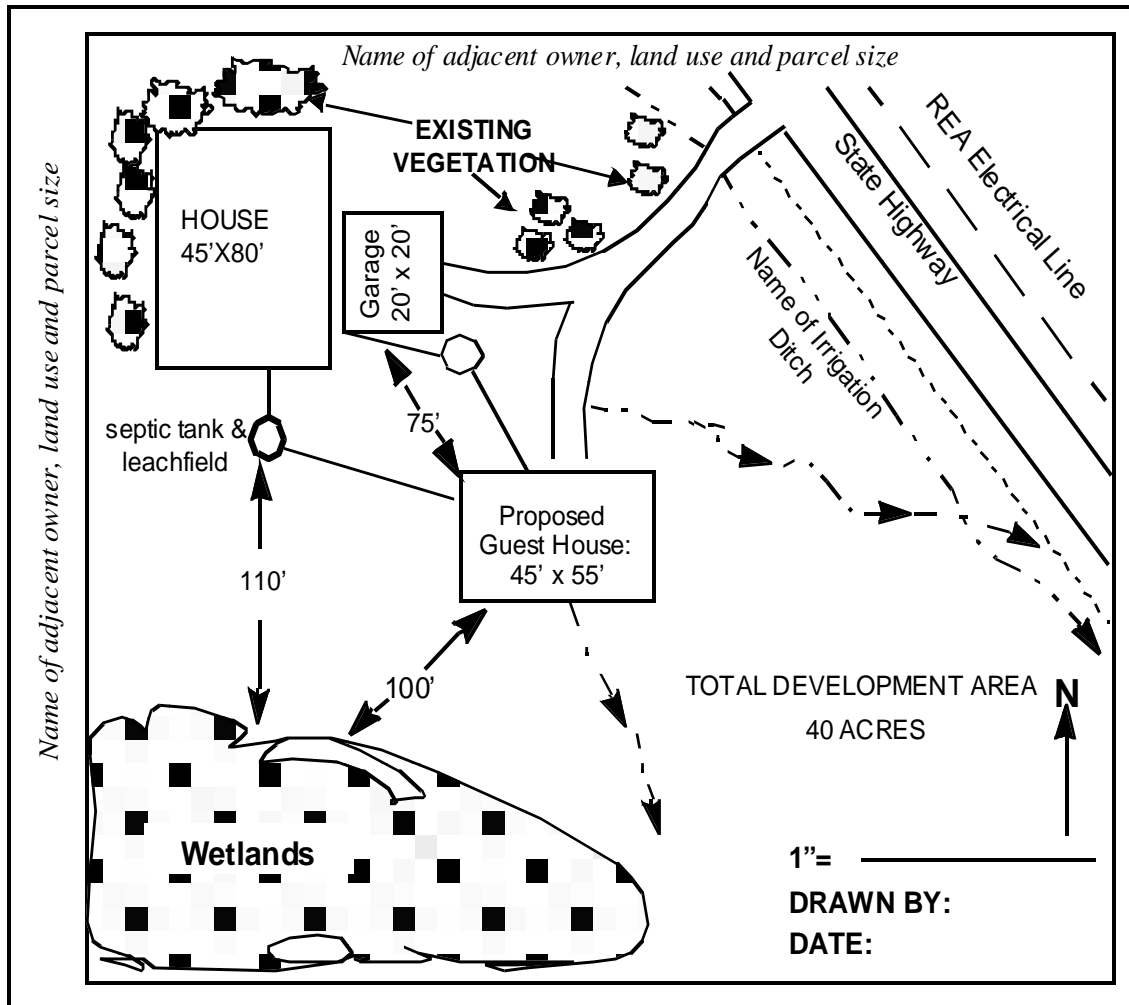 Name of adjacent owner, land use and parcel size
Name of adjacent owner, land use and parcel size
EXISTING
VEGETATION
REA Electrical Line
State Highway
HOUSE
45'X80'
Garage
20' x 20'
Name of Irrigation
Ditch
75'
septic tank &
leachfield
Proposed
Guest House:
45' x 55'
110'
100'
TOTAL DEVELOPMENT AREA
40 ACRES
N
Wetlands
1”=
DRAWN BY:
DATE: